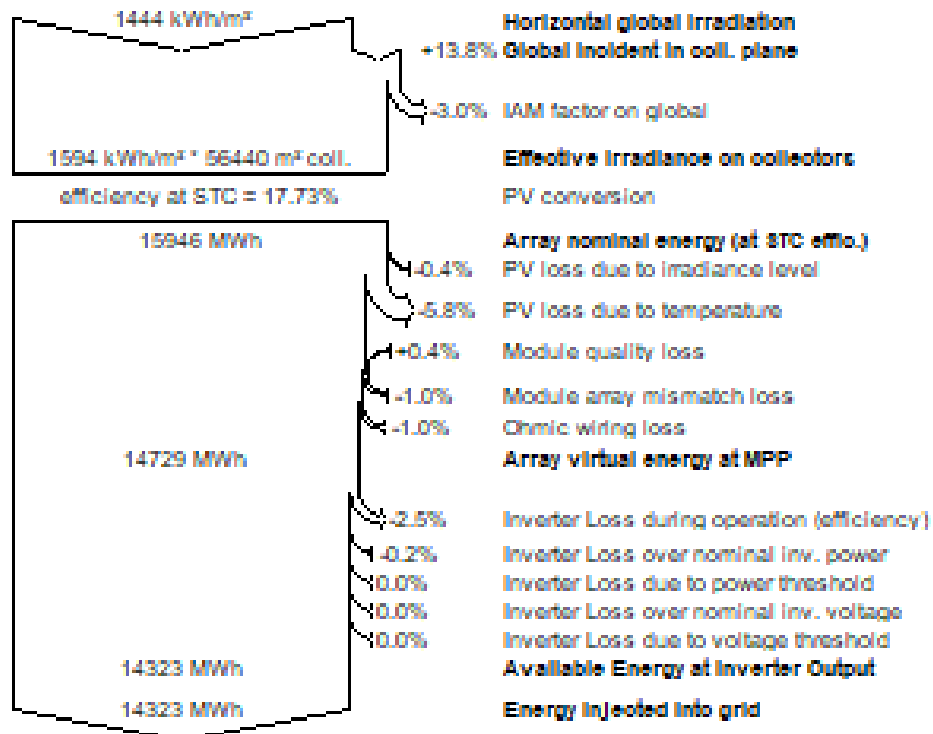 1444 kWh/m² Horizontal global irradiation
+13.8% Global incident in coll. plane
-3.0% IAM factor on global
1594 kWh/m² * 56440 m² coll. Effective irradiance on collectors
efficiency at STC = 17.73% PV conversion
15946 MWh Array nominal energy (at STC effic.)
-0.4% PV loss due to irradiance level
-5.8% PV loss due to temperature
+0.4% Module quality loss
-1.0% Module array mismatch loss
-1.0% Ohmic wiring loss
14729 MWh Array virtual energy at MPP
-2.5% Inverter Loss during operation (efficiency)
-0.2% Inverter Loss over nominal inv. power
0.0% Inverter Loss due to power threshold
0.0% Inverter Loss over nominal inv. voltage
0.0% Inverter Loss due to voltage threshold
14323 MWh Available Energy at Inverter Output
14323 MWh Energy injected into grid